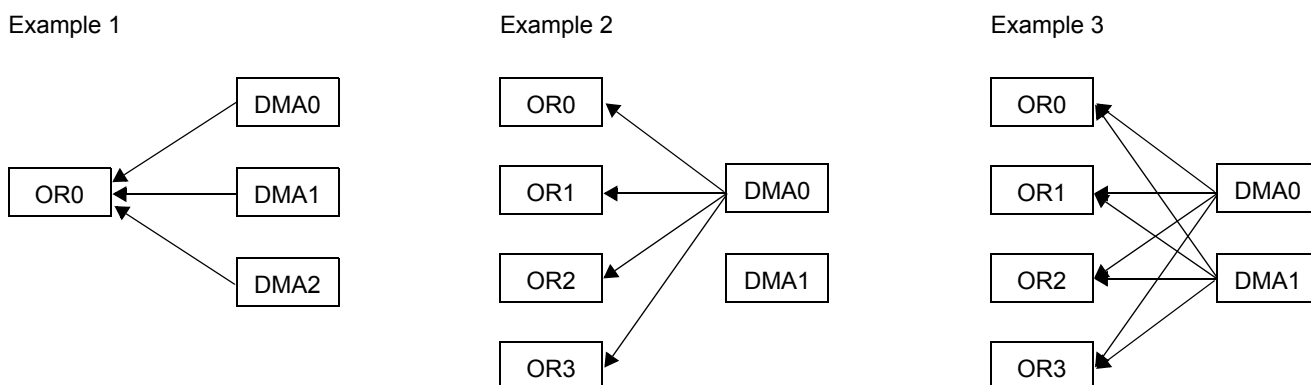 Example 1
DMA0
OR0
DMA1
DMA2
Example 2
OR0
OR1
DMA0
OR2
DMA1
OR3
Example 3
OR0
OR1
DMA0
OR2
DMA1
OR3